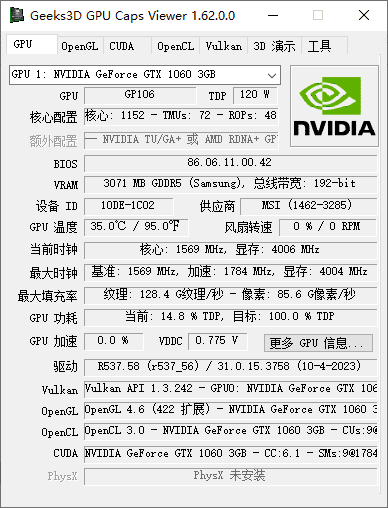 Geeks3D GPU Caps Viewer 1.62.0.0
GPU OpenGL CUDA OpenCL Vulkan 3D 演示 工具
GPU 1: NVIDIA GeForce GTX 1060 3GB
GPU GP106 TDP 120 W
NVIDIA
核心配置 核心: 1152 - TMUs: 72 - ROPs: 48
额外配置 — NVIDIA TU/GA+ 或 AMD RDNA+ GP
BIOS 86.06.11.00.42
VRAM 3071 MB GDDR5 (Samsung), 总线带宽: 192-bit
设备 ID 10DE-1C02 供应商 MSI (1462-3285)
GPU 温度 35.0℃ / 95.0℉ 风扇转速 0 % / 0 RPM
当前时钟 核心: 1569 MHz, 显存: 4006 MHz
最大时钟 基准: 1569 MHz, 加速: 1784 MHz, 显存: 4004 MHz
最大填充率 纹理: 128.4 G纹理/秒 - 像素: 85.6 G像素/秒
GPU 功耗 当前: 14.8 % TDP, 目标: 100.0 % TDP
GPU 加速 0.0 % VDDC 0.775 V 更多 GPU 信息...
驱动 R537.58 (r537_56) / 31.0.15.3758 (10-4-2023)
Vulkan Vulkan API 1.3.242 - GPU0: NVIDIA GeForce GTX 106
OpenGL OpenGL 4.6 (422 扩展) - NVIDIA GeForce GTX 1060 3
OpenCL OpenCL 3.0 - NVIDIA GeForce GTX 1060 3GB - CUs:9@
CUDA NVIDIA GeForce GTX 1060 3GB - CC:6.1 - SMs:9@1784
PhysX PhysX 未安装